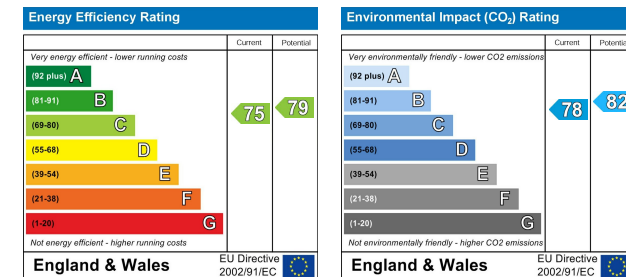 Energy Efficiency Rating
Current Potential
Very energy efficient - lower running costs
(92 plus) A
(81-91) B
(69-80) C
(55-68) D
(39-54) E
(21-38) F
(1-20) G
75
79
Not energy efficient - higher running costs
England & Wales
EU Directive
2002/91/EC
Environmental Impact (CO₂) Rating
Current Potential
Very environmentally friendly - lower CO2 emissions
(92 plus) A
(81-91) B
(69-80) C
(55-68) D
(39-54) E
(21-38) F
(1-20) G
78
82
Not environmentally friendly - higher CO2 emissions
England & Wales
EU Directive
2002/91/EC